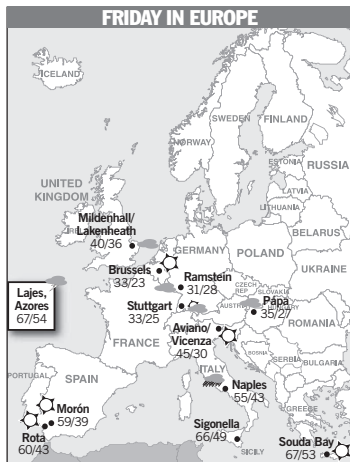 FRIDAY IN EUROPE
ICELAND
SWEDEN
FINLAND
NORWAY
ESTONIA
RUSSIA
LATVIA
LITHUANIA
UNITED
KINGDOM
BELARUS
Mildenhall/
Lakenheath
40/36
GERMANY
POLAND
UKRAINE
Brussels
33/23
Ramstein
31/28
CZECH
REP
SLOVAKIA
Lajes,
Azores
67/54
Stuttgart
33/25
Pápa
35/27
FRANCE
Aviano/
Vicenza
45/30
ROMANIA
BOSNIA
SERBIA
BULGARIA
ITALY
PORTUGAL
SPAIN
Naples
55/43
Morón
59/39
GREECE
Rota
60/43
Sigonella
66/49
SICILY
Souda Bay
67/53